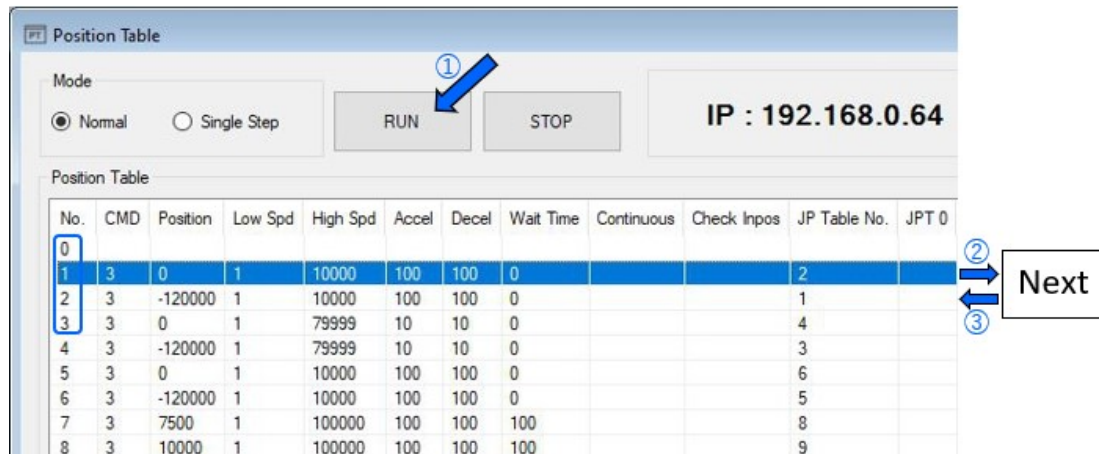 PT Position Table
Mode
①
Normal Single Step RUN STOP IP : 192.168.0.64
Position Table
No. CMD Position Low Spd High Spd Accel Decel Wait Time Continuous Check Inpos JP Table No. JPT 0
0
②
1 3 0 1 10000 100 100 0 2
Next
2 3 -120000 1 10000 100 100 0 1
③
3 3 0 1 79999 10 10 0 4
4 3 -120000 1 79999 10 10 0 3
5 3 0 1 10000 100 100 0 6
6 3 -120000 1 10000 100 100 0 5
7 3 7500 1 100000 100 100 100 8
8 3 10000 1 100000 100 100 100 9